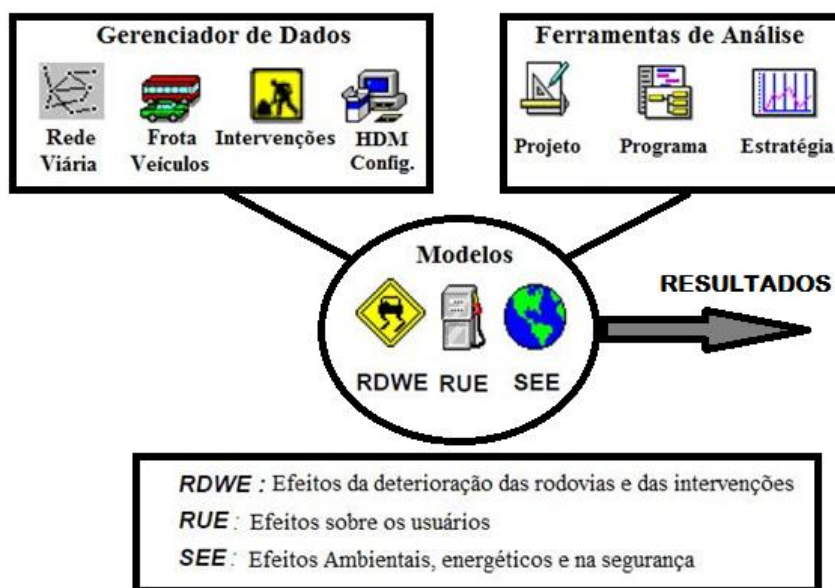 Gerenciador de Dados
Rede Viária
Frota Veículos
Intervenções
HDM Config.
Ferramentas de Análise
Projeto
Programa
Estratégia
Modelos
RDWE
RUE
SEE
RESULTADOS
RDWE : Efeitos da deterioração das rodovias e das intervenções
RUE : Efeitos sobre os usuários
SEE : Efeitos Ambientais, energéticos e na segurança